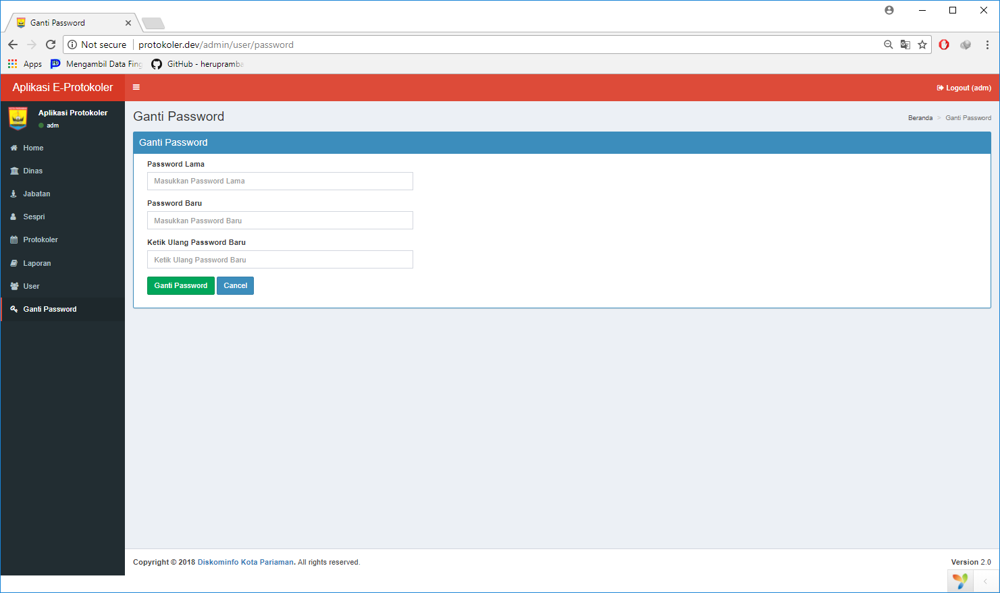 Ganti Password
Not secure protokoler.dev/admin/user/password
Apps Mengambil Data Fing GitHub - herupramba
Aplikasi E-Protokoler
Logout (adm)
Aplikasi Protokoler
adm
Home
Dinas
Jabatan
Sespri
Protokoler
Laporan
User
Ganti Password
Ganti Password
Beranda > Ganti Password
Ganti Password
Password Lama
Masukkan Password Lama
Password Baru
Masukkan Password Baru
Ketik Ulang Password Baru
Ketik Ulang Password Baru
Ganti Password Cancel
Copyright © 2018 Diskominfo Kota Pariaman. All rights reserved.
Version 2.0